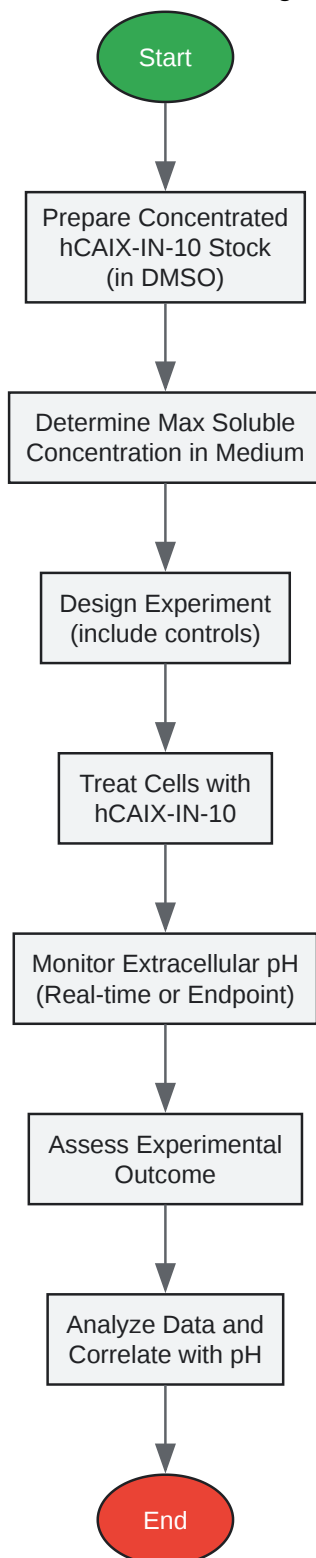 Start
Prepare Concentrated
hCAIX-IN-10 Stock
(in DMSO)
Determine Max Soluble
Concentration in Medium
Design Experiment
(include controls)
Treat Cells with
hCAIX-IN-10
Monitor Extracellular pH
(Real-time or Endpoint)
Assess Experimental
Outcome
Analyze Data and
Correlate with pH
End